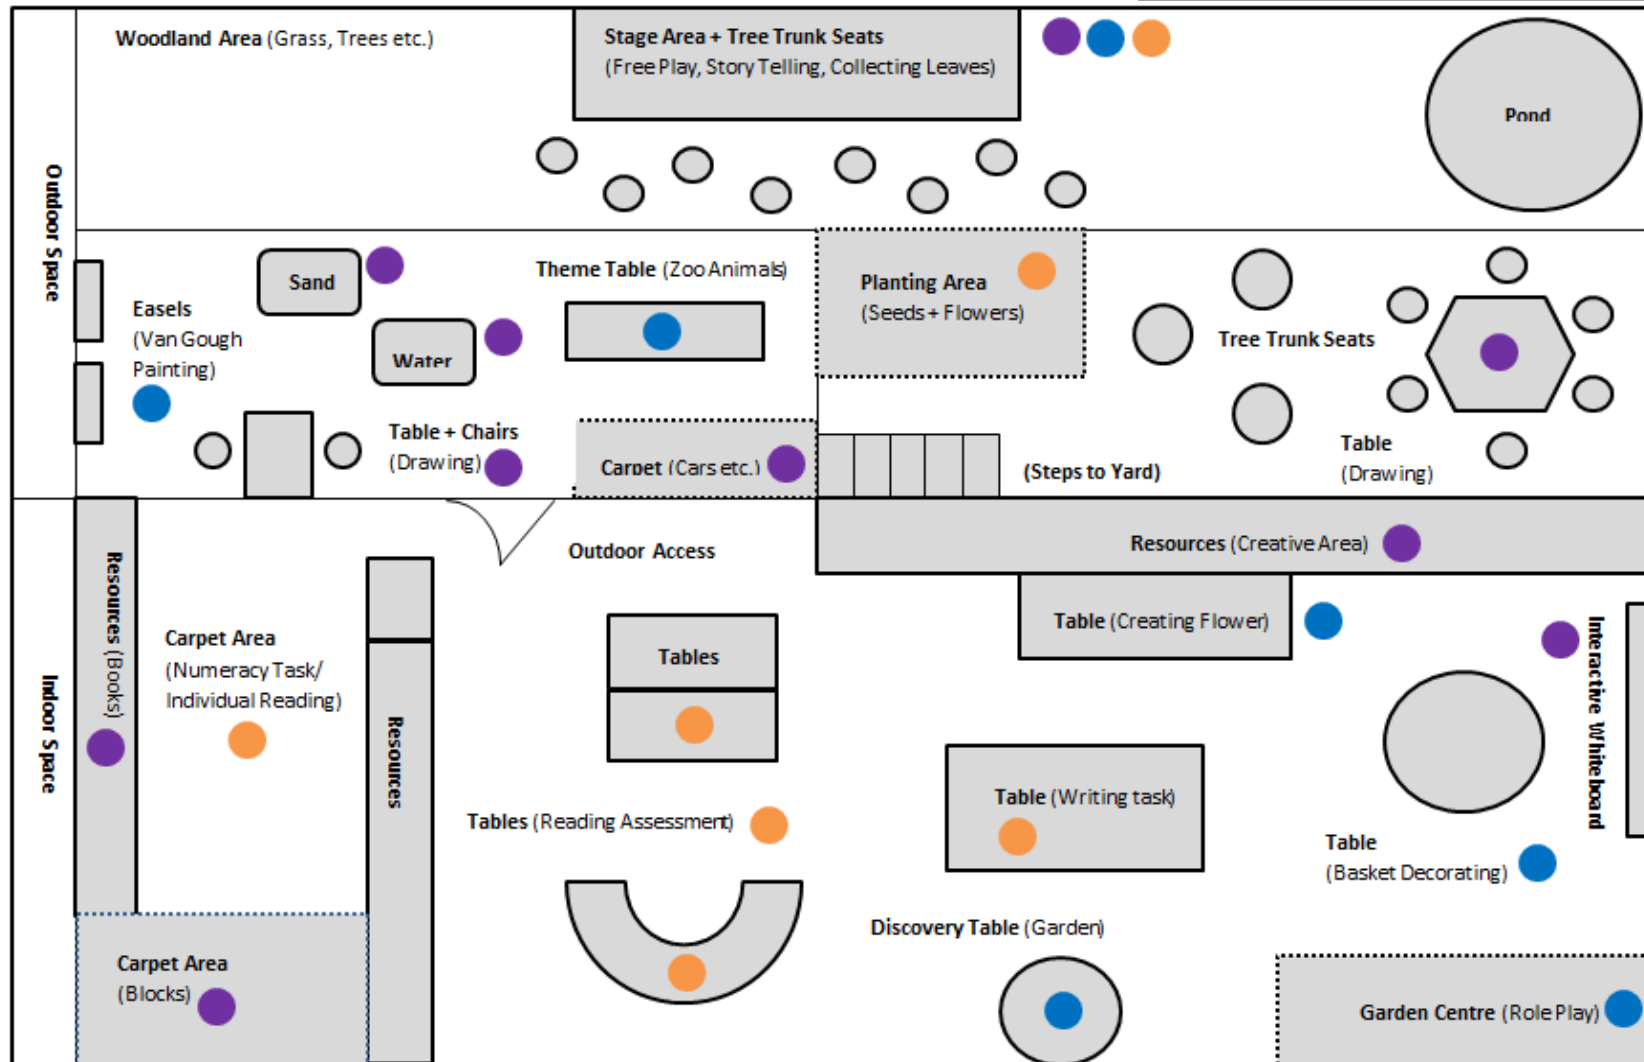 Woodland Area (Grass, Trees etc.)
Stage Area + Tree Trunk Seats
(Free Play, Story Telling, Collecting Leaves)
Pond
Outdoor Space
Sand
Theme Table (Zoo Animals)
Planting Area
(Seeds + Flowers)
Easels
(Van Gough
Painting)
Water
Tree Trunk Seats
Table + Chairs
(Drawing)
Carpet (Cars etc.)
(Steps to Yard)
Table
(Drawing)
Indoor Space
Resources (Books)
Carpet Area
(Numeracy Task/
Individual Reading)
Resources
Outdoor Access
Resources (Creative Area)
Tables
Table (Creating Flower)
Interactive Whiteboard
Tables (Reading Assessment)
Table (Writing task)
Table
(Basket Decorating)
Carpet Area
(Blocks)
Discovery Table (Garden)
Garden Centre (Role Play)